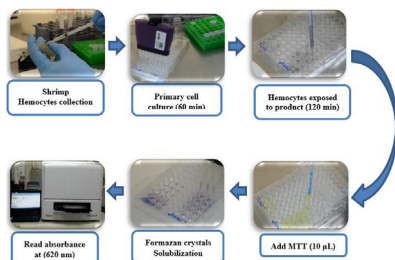 Shrimp
Hemocytes collection
Primary cell
culture (60 min)
Hemocytes exposed
to product (120 min)
Add MTT (10 µL)
Formazan crystals
Solubilization
Read absorbance
at (620 nm)